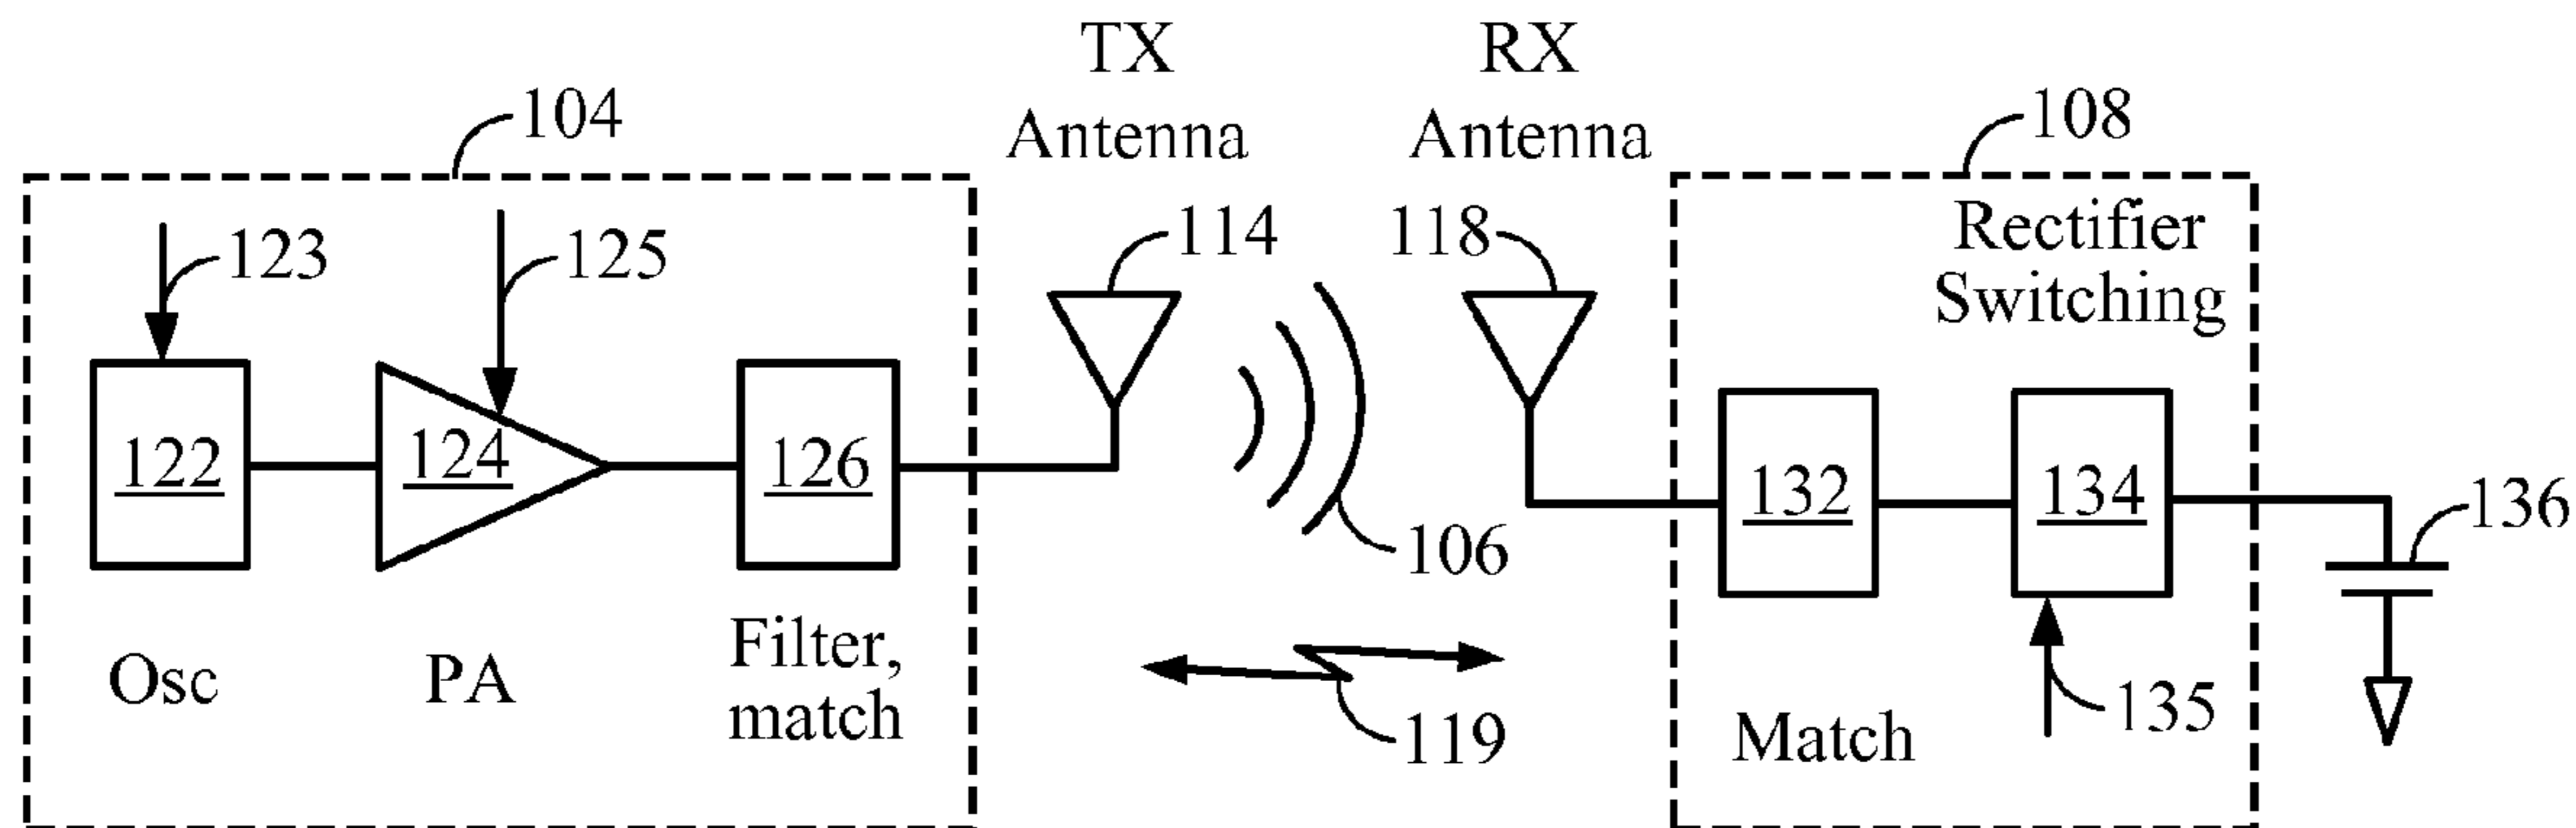 TX
Antenna
RX
Antenna
104
108
123
125
114
118
Rectifier
Switching
122
124
126
106
132
134
136
Osc
PA
Filter,
match
119
Match
135